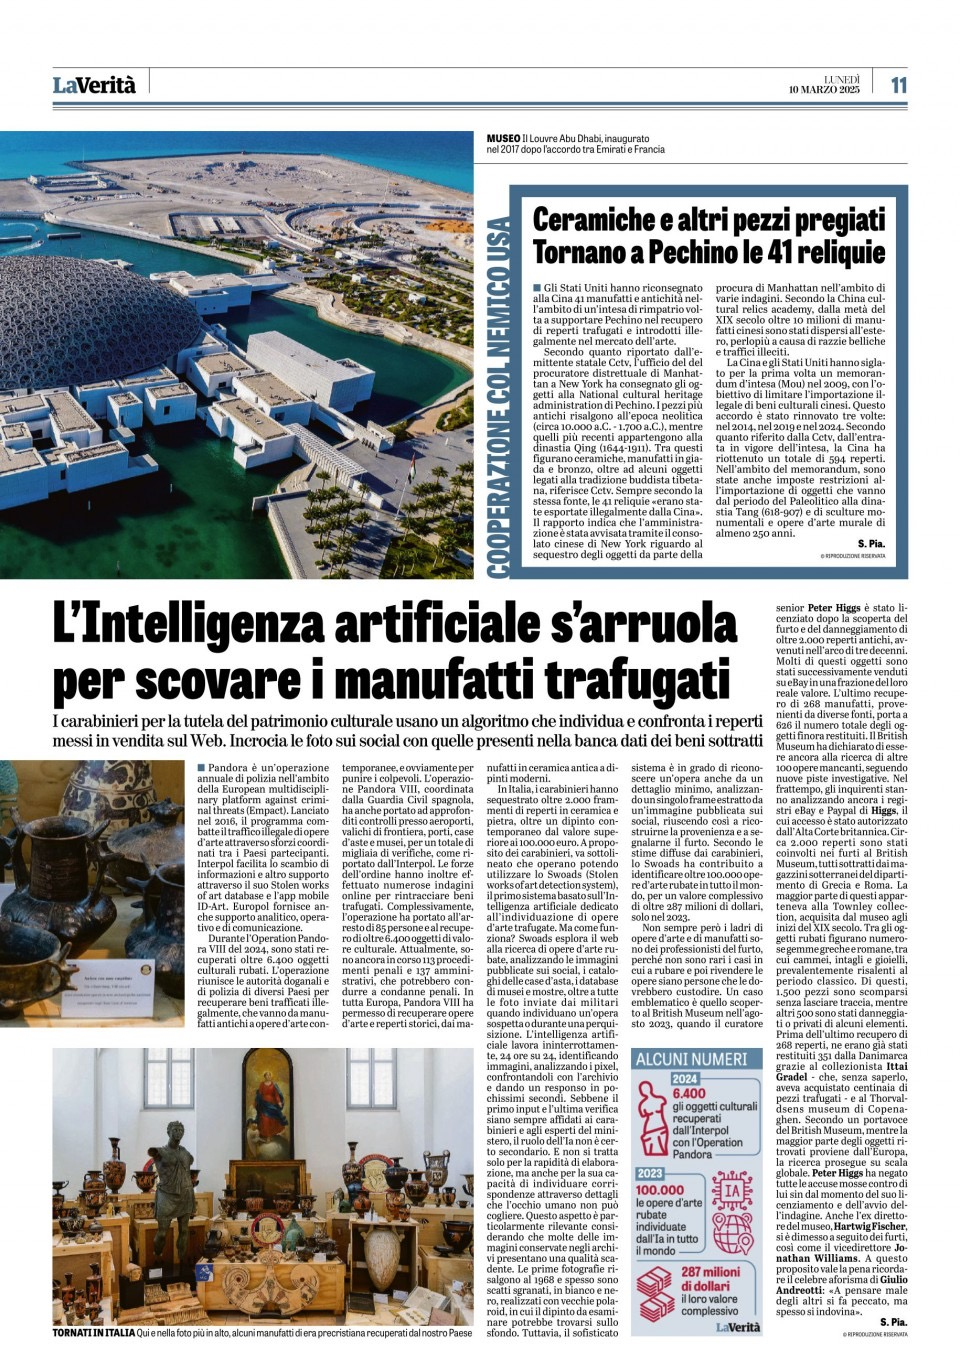 LaVerità
LUNEDÌ
10 MARZO 2025
11
MUSEO Il Louvre Abu Dhabi, inaugurato
nel 2017 dopo l'accordo tra Emirati e Francia
COOPERAZIONE COL NEMICO USA
Ceramiche e altri pezzi pregiati
Tornano a Pechino le 41 reliquie
■ Gli Stati Uniti hanno riconsegnato
alla Cina 41 manufatti e antichità nel-
l'ambito di un'intesa di rimpatrio vol-
ta a supportare Pechino nel recupero
di reperti trafugati e introdotti ille-
galmente nel mercato dell'arte.
Secondo quanto riportato dall'e-
mittente statale Cctv, l'ufficio del del
procuratore distrettuale di Manhat-
tan a New York ha consegnato gli og-
getti alla National cultural heritage
administration di Pechino. I pezzi più
antichi risalgono all'epoca neolitica
(circa 10.000 a.C. - 1.700 a.C.), mentre
quelli più recenti appartengono alla
dinastia Qing (1644-1911). Tra questi
figurano ceramiche, manufatti in gia-
da e bronzo, oltre ad alcuni oggetti
legati alla tradizione buddista tibeta-
na, riferisce Cctv. Sempre secondo la
stessa fonte, le 41 reliquie «erano sta-
te esportate illegalmente dalla Cina».
Il rapporto indica che l'amministra-
zione è stata avvisata tramite il conso-
lato cinese di New York riguardo al
sequestro degli oggetti da parte della
procura di Manhattan nell'ambito di
varie indagini. Secondo la China cul-
tural relics academy, dalla metà del
XIX secolo oltre 10 milioni di manu-
fatti cinesi sono stati dispersi all'este-
ro, perlopiù a causa di razzie belliche
e traffici illeciti.
La Cina e gli Stati Uniti hanno sigla-
to per la prima volta un memoran-
dum d'intesa (Mou) nel 2009, con l'o-
biettivo di limitare l'importazione il-
legale di beni culturali cinesi. Questo
accordo è stato rinnovato tre volte:
nel 2014, nel 2019 e nel 2024. Secondo
quanto riferito dalla Cctv, dall'entra-
ta in vigore dell'intesa, la Cina ha
riottenuto un totale di 594 reperti.
Nell'ambito del memorandum, sono
state anche imposte restrizioni al-
l'importazione di oggetti che vanno
dal periodo del Paleolitico alla dina-
stia Tang (618-907) e di sculture mo-
numentali e opere d'arte murale di
almeno 250 anni.
S. Pia.
© RIPRODUZIONE RISERVATA
L'Intelligenza artificiale s'arruola
per scovare i manufatti trafugati
I carabinieri per la tutela del patrimonio culturale usano un algoritmo che individua e confronta i reperti
messi in vendita sul Web. Incrocia le foto sui social con quelle presenti nella banca dati dei beni sottratti
■ Pandora è un'operazione
annuale di polizia nell'ambito
della European multidiscipli-
nary platform against criminal
threats (Empact). Lanciato
nel 2016, il programma com-
batte il traffico illegale di opere
d'arte attraverso sforzi coordi-
nati tra i Paesi partecipanti.
Interpol facilita lo scambio di
informazioni e altro supporto
attraverso il suo Stolen works
of art database e l'app mobile
ID-Art. Europol fornisce an-
che supporto analitico, operati-
vo e di comunicazione.
Durante l'Operation Pando-
ra VIII del 2024, sono stati re-
cuperati oltre 6.400 oggetti
culturali rubati. L'operazione
riunisce le autorità doganali e
di polizia di diversi Paesi per
recuperare beni trafficati ille-
galmente, che vanno da manu-
fatti antichi a opere d'arte con-
temporanee, e ovviamente per
punire i colpevoli. L'operazione
Pandora VIII, coordinata
dalla Guardia Civil spagnola,
ha anche portato ad approfon-
diti controlli presso aeroporti,
valichi di frontiera, porti, case
d'aste e musei, per un totale di
migliaia di verifiche, come ri-
portato dall'Interpol. Le forze
dell'ordine hanno inoltre ef-
fettuato numerose indagini
online per rintracciare beni
trafugati. Complessivamente,
l'operazione ha portato all'ar-
resto di 85 persone e al recupe-
ro di oltre 6.400 oggetti di va-
lore culturale. Attualmente, so-
no ancora in corso 113 procedi-
menti penali e 137 ammini-
strativi, che potrebbero con-
durre a condanne penali. In
tutta Europa, Pandora VIII ha
permesso di recuperare opere
d'arte e reperti storici, dai ma-
nufatti in ceramica antica a di-
pinti moderni.
In Italia, i carabinieri hanno
sequestrato oltre 2.000 fram-
menti di reperti in ceramica e
pietra, oltre un dipinto con-
temporaneo dal valore superio-
re ai 100.000 euro. A proposi-
to dei carabinieri, va sottoli-
neato che operano potendo
utilizzare lo Swoads (Stolen
works of art detection system),
il primo sistema basato sull'In-
telligenza artificiale dedicato
all'individuazione di opere
d'arte trafugate. Ma come fun-
ziona? Swoads esplora il web
alla ricerca di opere d'arte ru-
bate, analizzando le immagini
pubblicate sui social, i catalo-
ghi delle case d'asta, i database
di musei e mostre, oltre a tutte
le foto inviate dai militari
quando individuano un'opera
sospetta o durante una perqui-
sizione. L'intelligenza artifi-
ciale lavora ininterrottamente,
24 ore su 24, identificando
immagini, analizzando i pixel,
confrontandoli con l'archivio
e dando un responso in po-
chissimi secondi. Sebbene il
primo input e l'ultima verifica
siano sempre affidati ai cara-
binieri e agli esperti del mini-
stero, il ruolo dell'Ia non è cer-
to secondario. E non si tratta
solo per la rapidità di elabora-
zione, ma anche per la sua ca-
pacità di individuare corri-
spondenze attraverso dettagli
che l'occhio umano non può
cogliere. Questo aspetto è par-
ticolarmente rilevante consi-
derando che molte delle im-
magini conservate negli archi-
vi presentano una qualità sca-
dente. Le prime fotografie ri-
salgono al 1968 e spesso sono
scatti sgranati, in bianco e ne-
ro, realizzati con vecchie pola-
roid, in cui il dipinto da esami-
nare potrebbe trovarsi sullo
sfondo. Tuttavia, il sofisticato
sistema è in grado di ricono-
scere un'opera anche da un
dettaglio minimo, analizzan-
do un singolo frame estratto da
un'immagine pubblicata sui
social, riuscendo così a rico-
struirne la provenienza e a se-
gnalarne il furto. Secondo le
stime diffuse dai carabinieri,
lo Swoads ha contribuito a
identificare oltre 100.000 ope-
re d'arte rubate in tutto il mon-
do, per un valore complessivo
di oltre 287 milioni di dollari,
solo nel 2023.
Non sempre però i ladri di
opere d'arte e di manufatti so-
no dei professionisti del furto,
perché non sono rari i casi in
cui a rubare e poi rivendere le
opere siano persone che le do-
vrebbero custodire. Un caso
emblematico è quello scoper-
to al British Museum nell'ago-
sto 2023, quando il curatore
senior Peter Higgs è stato li-
cenziato dopo la scoperta del
furto e del danneggiamento di
oltre 2.000 reperti antichi, av-
venuti nell'arco di tre decenni.
Molti di questi oggetti sono
stati successivamente venduti
su eBay in una frazione del loro
reale valore. L'ultimo recupe-
ro di 268 manufatti, prove-
nienti da diverse fonti, porta a
626 il numero totale degli og-
getti finora restituiti. Il British
Museum ha dichiarato di esse-
re ancora alla ricerca di altre
100 opere mancanti, seguendo
nuove piste investigative. Nel
frattempo, gli inquirenti stan-
no analizzando ancora i regi-
stri eBay e Paypal di Higgs, il
cui accesso è stato autorizzato
dall'Alta Corte britannica. Cir-
ca 2.000 reperti sono stati
coinvolti nei furti al British
Museum, tutti sottratti dai ma-
gazzini sotterranei del diparti-
mento di Grecia e Roma. La
maggior parte di questi appar-
teneva alla Townley collec-
tion, acquisita dal museo agli
inizi del XIX secolo. Tra gli og-
getti rubati figurano numero-
se gemme greche e romane, tra
cui cammei, intagli e gioielli,
prevalentemente risalenti al
periodo classico. Di questi,
1.500 pezzi sono scomparsi
senza lasciare traccia, mentre
altri 500 sono stati danneggia-
ti o privati di alcuni elementi.
Prima dell'ultimo recupero di
268 reperti, ne erano già stati
restituiti 351 dalla Danimarca
grazie al collezionista Ittai
Gradel - che, senza saperlo,
aveva acquistato centinaia di
pezzi trafugati - e al Thorval-
dsens museum di Copena-
ghen. Secondo un portavoce
del British Museum, mentre la
maggior parte degli oggetti ri-
trovati proviene dall'Europa,
la ricerca prosegue su scala
globale. Peter Higgs ha negato
tutte le accuse mosse contro di
lui sin dal momento del suo li-
cenziamento e dell'avvio del-
l'indagine. Anche l'ex diretto-
re del museo, Hartwig Fischer,
si è dimesso a seguito dei furti,
così come il vicedirettore Jo-
nathan Williams. A questo
proposito vale la pena ricorda-
re il celebre aforisma di Giulio
Andreotti: «A pensare male
degli altri si fa peccato, ma
spesso si indovina».
S. Pia.
© RIPRODUZIONE RISERVATA
ALCUNI NUMERI
2024
6.400
gli oggetti culturali
recuperati
dall'Interpol
con l'Operation
Pandora
2023
100.000
le opere d'arte
rubate
individuate
dall'Ia in tutto
il mondo
IA
287 milioni
di dollari
il loro valore
complessivo
LaVerità
TORNATI IN ITALIA Qui e nella foto più in alto, alcuni manufatti di era precristiana recuperati dal nostro Paese